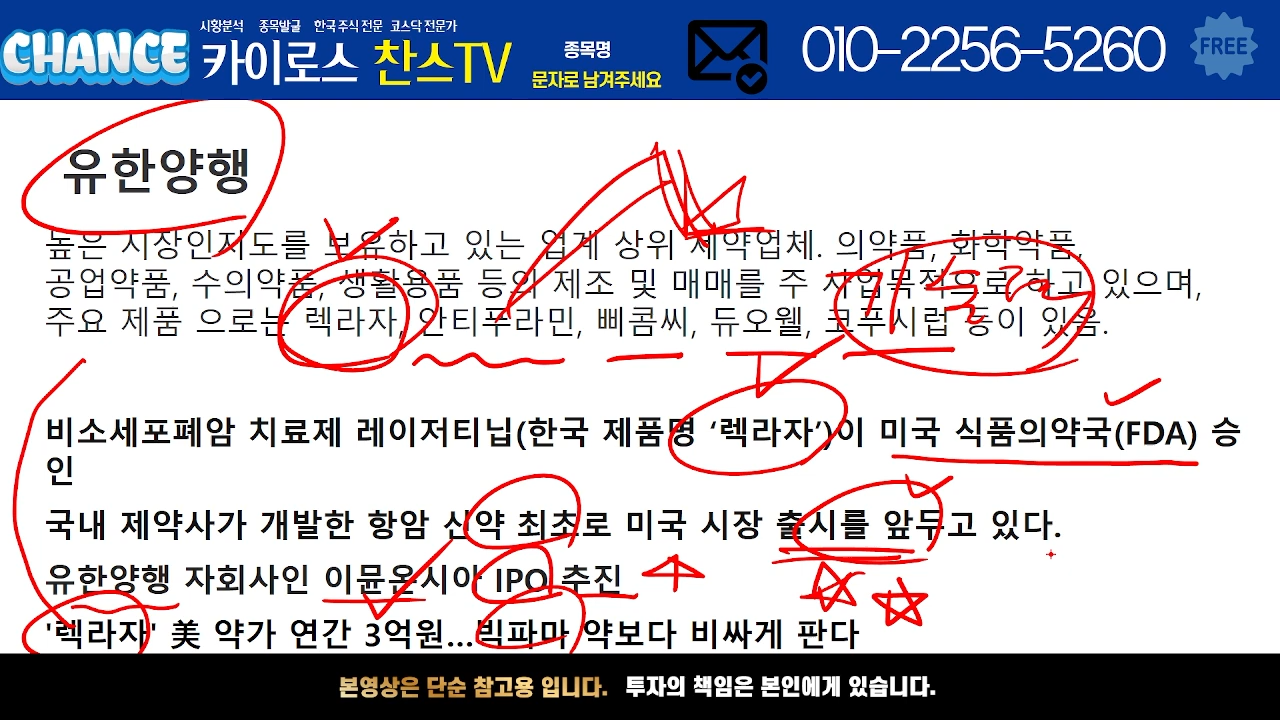 시황분석 종목발굴 한국 주식 전문 코스닥 전문가
CHANCE 카이로스 찬스TV
종목명
문자로 남겨주세요
010-2256-5260
FREE
유한양행
높은 시장인지도를 보유하고 있는 업계 상위 제약업체. 의약품, 화학약품,
공업약품, 수의약품, 생활용품 등의 제조 및 매매를 주 사업목적으로 하고 있으며,
주요 제품 으로는 렉라자, 안티푸라민, 삐콤씨, 듀오웰, 코푸시럽 등이 있음.
비소세포폐암 치료제 레이저티닙(한국 제품명 ‘렉라자’)이 미국 식품의약국(FDA) 승
인
국내 제약사가 개발한 항암 신약 최초로 미국 시장 출시를 앞두고 있다.
유한양행 자회사인 이뮨온시아 IPO 추진
'렉라자' 美 약가 연간 3억원...빅파마 약보다 비싸게 판다
본영상은 단순 참고용 입니다. 투자의 책임은 본인에게 있습니다.